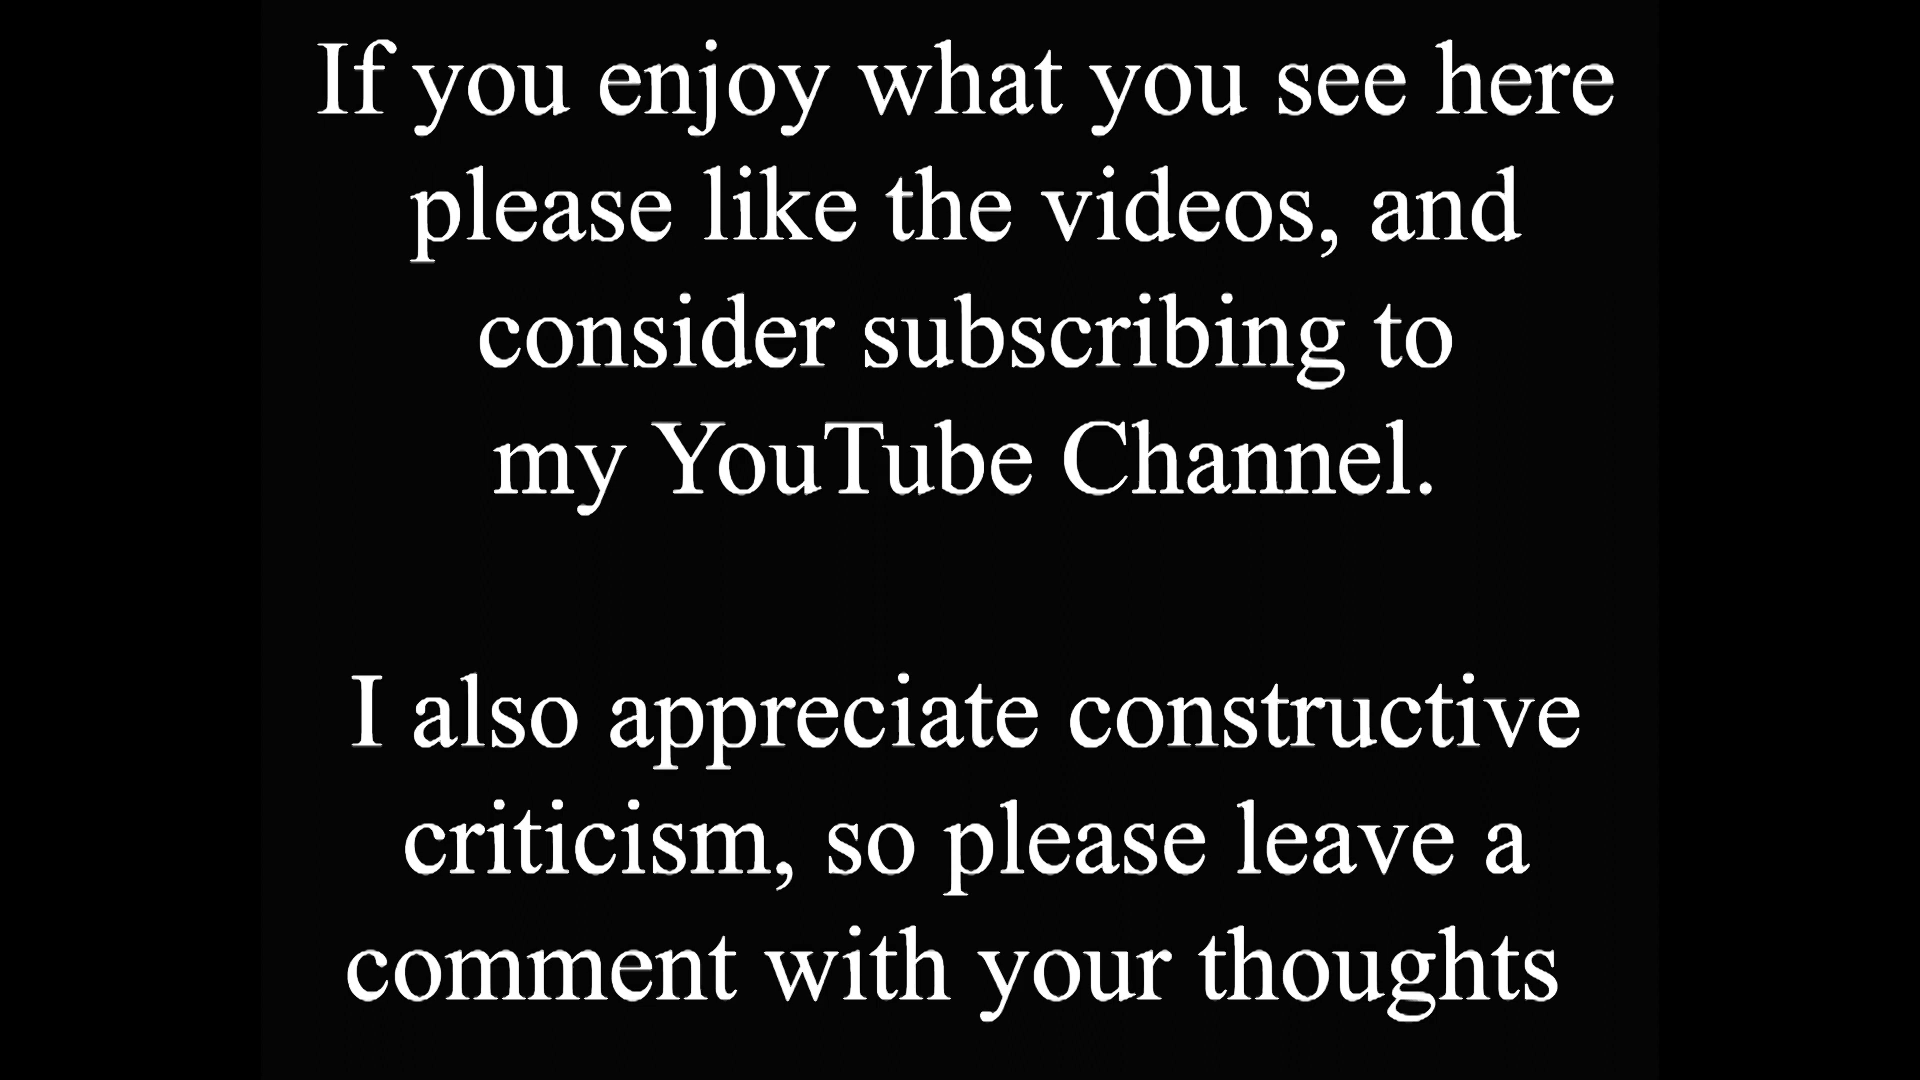 If you enjoy what you see here
please like the videos, and
consider subscribing to
my YouTube Channel.
I also appreciate constructive
criticism, so please leave a
comment with your thoughts